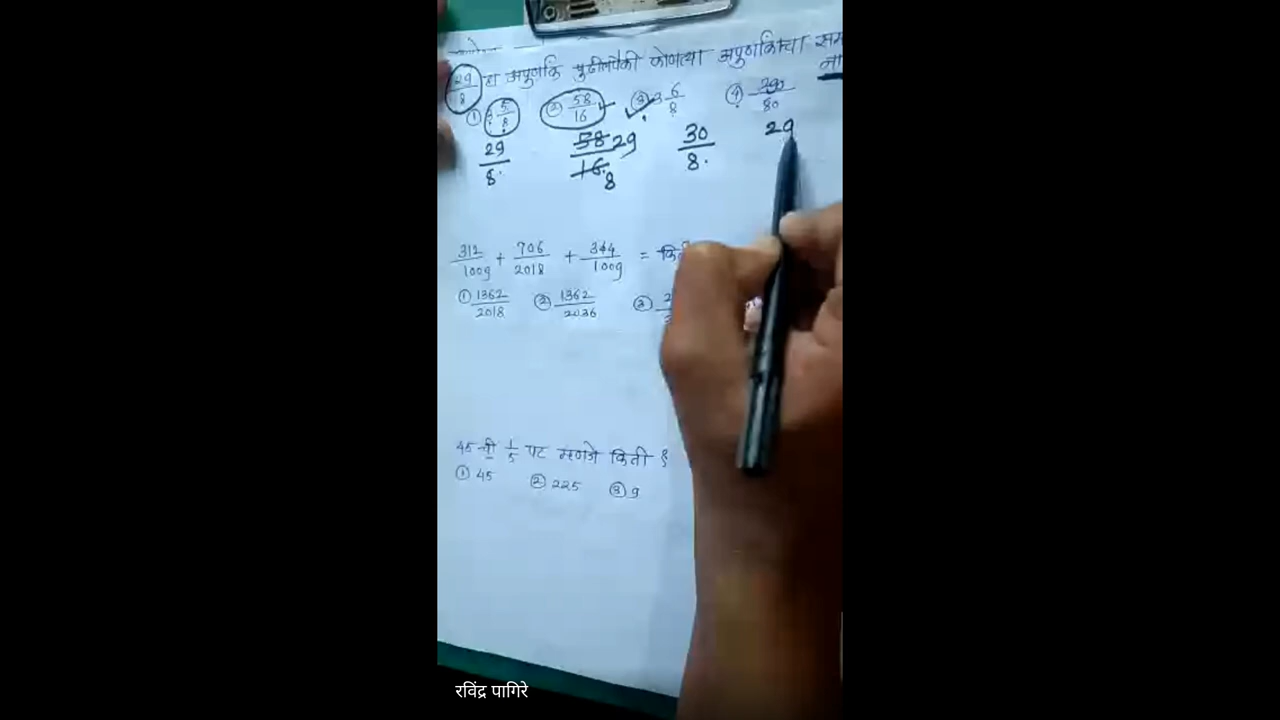 29/8 हा अपुर्णांक पुढीलपैकी कोणत्या अपुर्णांकाचा सम
ना
① 3 5/8 ② 58/16 ③ 3 6/8 ④ 290/80
29/8 58/16 29/8 30/8 29
312/1009 + 706/2018 + 344/1009 = कि
① 1362/2018 ② 1362/2036 ③
45 ची 1/5 पट म्हणजे किती ?
① 45 ② 225 ③ 9
रविंद्र पागिरे